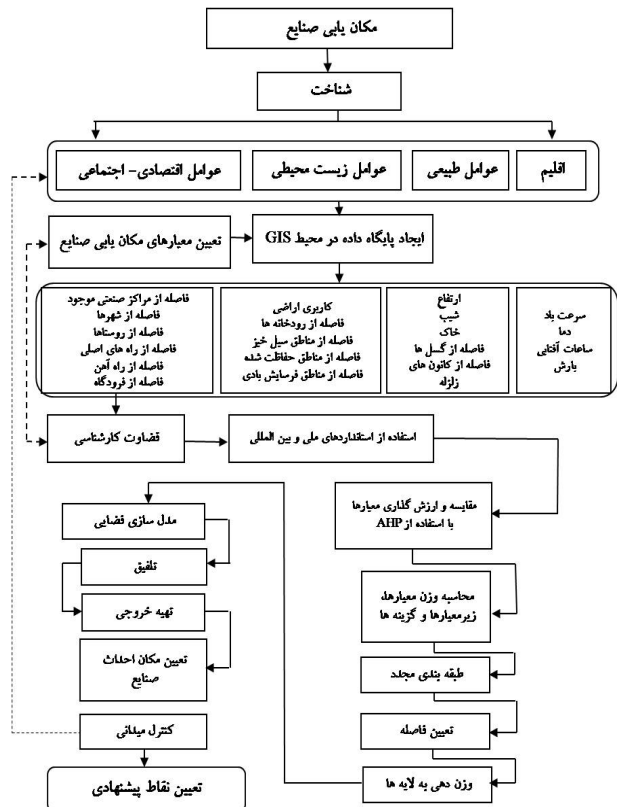 مکان یابی صنایع
شناخت
اقلیم
عوامل طبیعی
عوامل زیست محیطی
عوامل اقتصادی- اجتماعی
تعیین معیارهای مکان یابی صنایع
ایجاد پایگاه داده در محیط GIS
سرعت باد
دما
ساعات آفتابی
بارش
ارتفاع
شیب
خاک
فاصله از گسل ها
فاصله از کانون های
زلزله
کاربری اراضی
فاصله از رودخانه ها
فاصله از مناطق سیل خیز
فاصله از مناطق حفاظت شده
فاصله از مناطق فرسایش بادی
فاصله از مراکز صنعتی موجود
فاصله از شهرها
فاصله از روستاها
فاصله از راه های اصلی
فاصله از راه آهن
فاصله از فرودگاه
قضاوت کارشناسی
استفاده از استانداردهای ملی و بین المللی
مقایسه و ارزش گذاری معیارها
با استفاده از AHP
محاسبه وزن معیارها،
زیرمعیارها و گزینه ها
طبقه بندی مجدد
تعیین فاصله
وزن دهی به لایه ها
مدل سازی فضایی
تلفیق
تهیه خروجی
تعیین مکان احداث
صنایع
کنترل میدانی
تعیین نقاط پیشنهادی